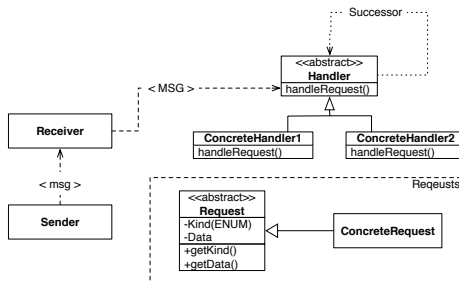 Successor
<<abstract>>
Handler
handleRequest()
< MSG >
Receiver
ConcreteHandler1
handleRequest()
ConcreteHandler2
handleRequest()
< msg >
Sender
Reqeusts
<<abstract>>
Request
-Kind(ENUM)
-Data
+getKind()
+getData()
ConcreteRequest